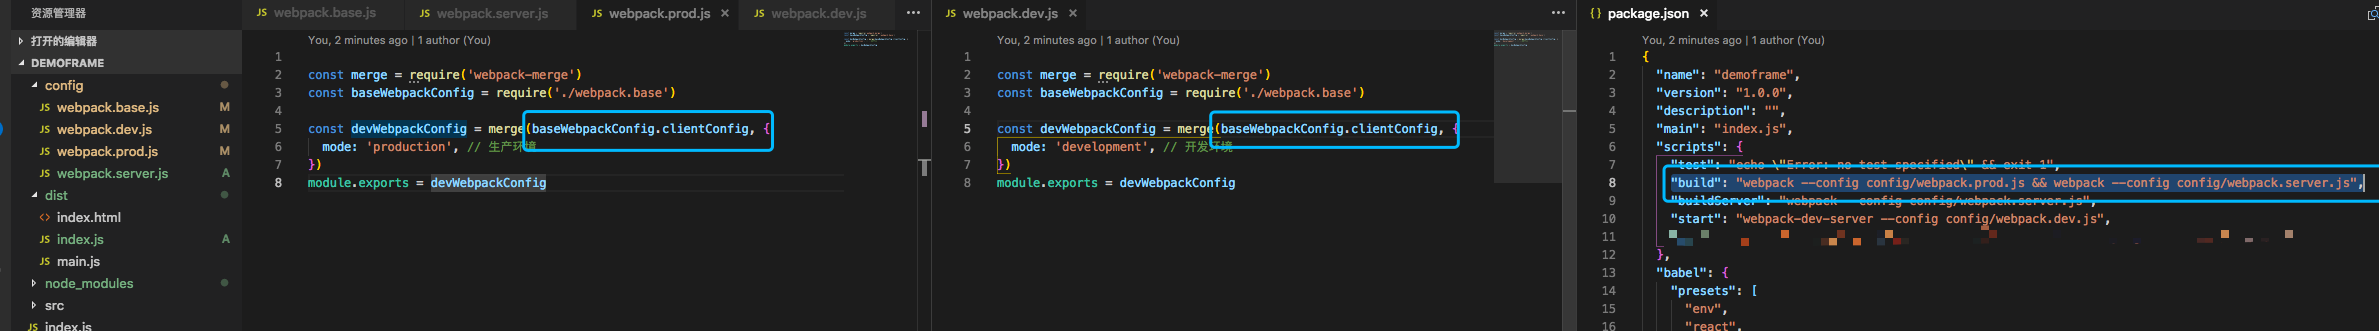 资源管理器
打开的编辑器
DEMOFRAME
config
JS webpack.base.js M
JS webpack.dev.js M
JS webpack.prod.js M
JS webpack.server.js A
dist
<> index.html
JS index.js A
JS main.js
node_modules
src
JS index.js
JS webpack.base.js JS webpack.server.js JS webpack.prod.js × JS webpack.dev.js ···
You, 2 minutes ago | 1 author (You)
1
2 const merge = require('webpack-merge')
3 const baseWebpackConfig = require('./webpack.base')
4
5 const devWebpackConfig = merge(baseWebpackConfig.clientConfig, {
6 mode: 'production', // 生产环境
7 })
8 module.exports = devWebpackConfig
JS webpack.dev.js × ···
You, 2 minutes ago | 1 author (You)
1
2 const merge = require('webpack-merge')
3 const baseWebpackConfig = require('./webpack.base')
4
5 const devWebpackConfig = merge(baseWebpackConfig.clientConfig, {
6 mode: 'development', // 开发环境
7 })
8 module.exports = devWebpackConfig
{} package.json ×
You, 2 minutes ago | 1 author (You)
1 {
2 "name": "demoframe",
3 "version": "1.0.0",
4 "description": "",
5 "main": "index.js",
6 "scripts": {
7 "test": "echo \"Error: no test specified\" && exit 1",
8 "build": "webpack --config config/webpack.prod.js && webpack --config config/webpack.server.js",
9 "buildServer": "webpack --config config/webpack.server.js",
10 "start": "webpack-dev-server --config config/webpack.dev.js",
11
12 },
13 "babel": {
14 "presets": [
15 "env",
16 "react",